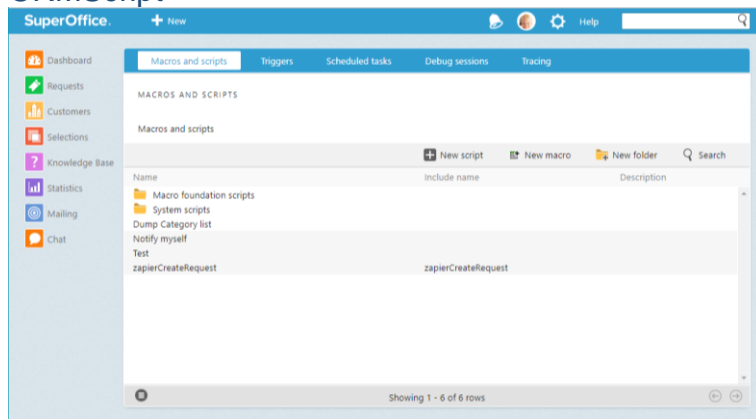 SuperOffice. + New Help
Dashboard
Requests
Customers
Selections
Knowledge Base
Statistics
Mailing
Chat
Macros and scripts Triggers Scheduled tasks Debug sessions Tracing
MACROS AND SCRIPTS
Macros and scripts
New script New macro New folder Search
Name Include name Description
Macro foundation scripts
System scripts
Dump Category list
Notify myself
Test
zapierCreateRequest zapierCreateRequest
Showing 1 - 6 of 6 rows